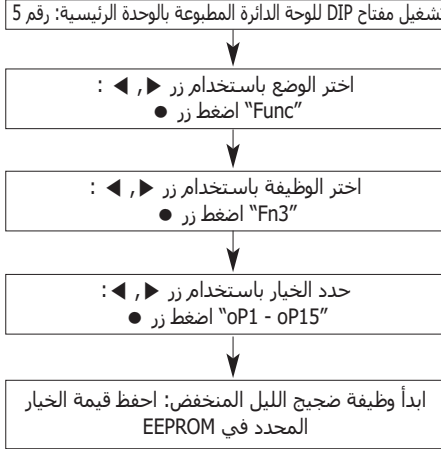 تشغيل مفتاح DIP للوحة الدائرة المطبوعة بالوحدة الرئيسية: رقم 5
اختر الوضع باستخدام زر ▶ , ◀ :
"Func" اضغط زر ●
اختر الوظيفة باستخدام زر ▶ , ◀ :
"Fn3" اضغط زر ●
حدد الخيار باستخدام زر ▶ , ◀ :
"oP1 - oP15" اضغط زر ●
ابدأ وظيفة ضجيج الليل المنخفض: احفظ قيمة الخيار
المحدد في EEPROM